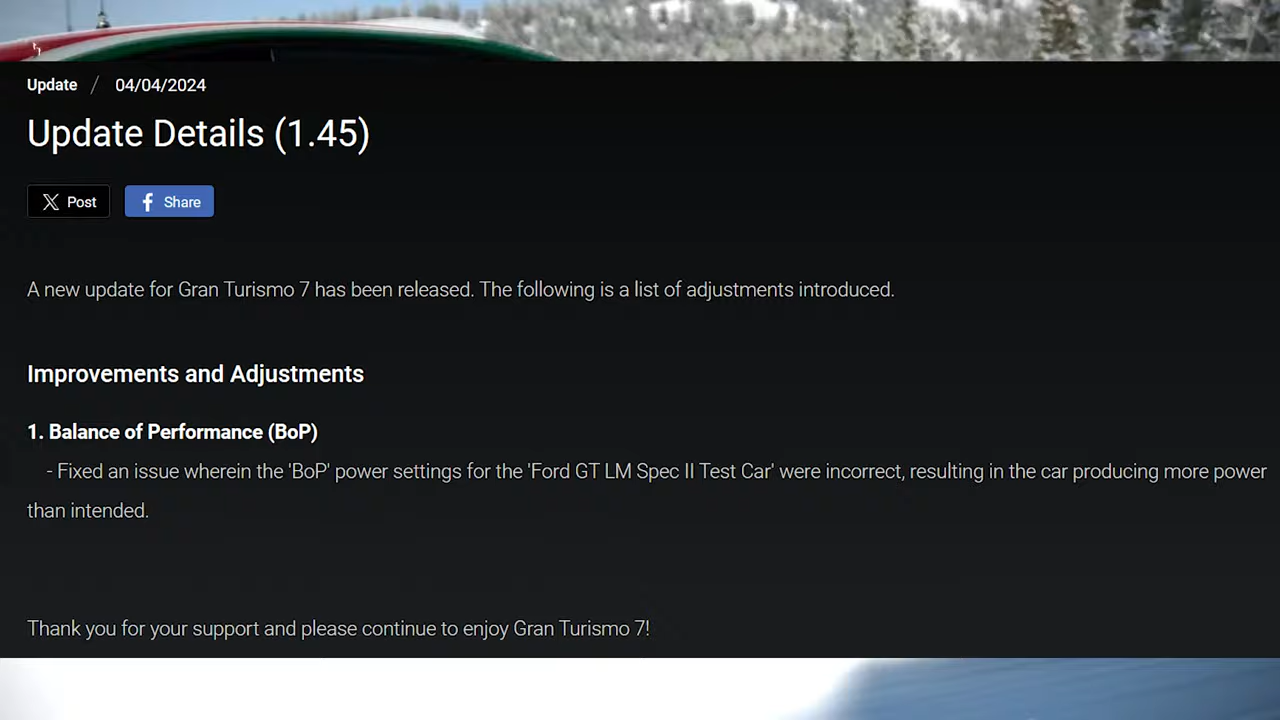 Update / 04/04/2024
Update Details (1.45)
Post Share
A new update for Gran Turismo 7 has been released. The following is a list of adjustments introduced.
Improvements and Adjustments
1. Balance of Performance (BoP)
- Fixed an issue wherein the 'BoP' power settings for the 'Ford GT LM Spec II Test Car' were incorrect, resulting in the car producing more power
than intended.
Thank you for your support and please continue to enjoy Gran Turismo 7!